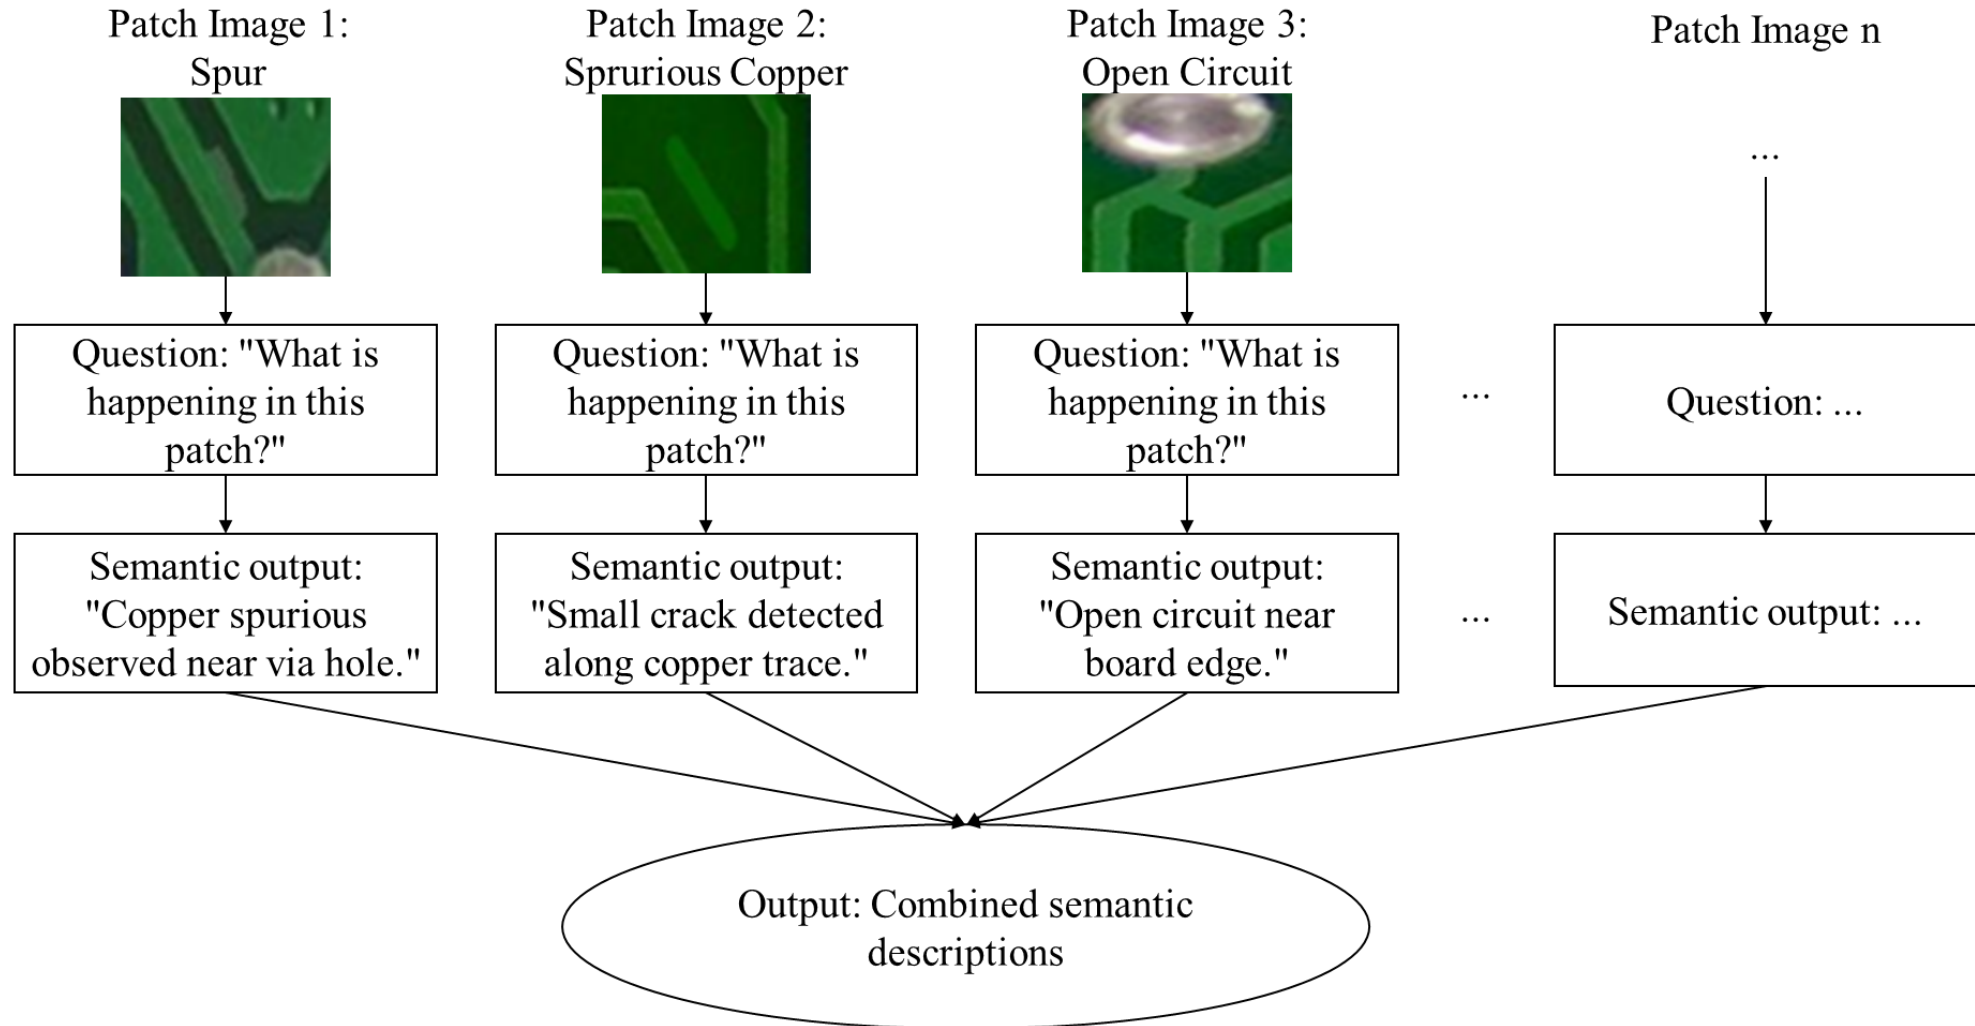 Patch Image 1:
Spur
Patch Image 2:
Sprurious Copper
Patch Image 3:
Open Circuit
Patch Image n
...
Question: "What is
happening in this
patch?"
Question: "What is
happening in this
patch?"
Question: "What is
happening in this
patch?"
...
Question: ...
Semantic output:
"Copper spurious
observed near via hole."
Semantic output:
"Small crack detected
along copper trace."
Semantic output:
"Open circuit near
board edge."
...
Semantic output: ...
Output: Combined semantic
descriptions